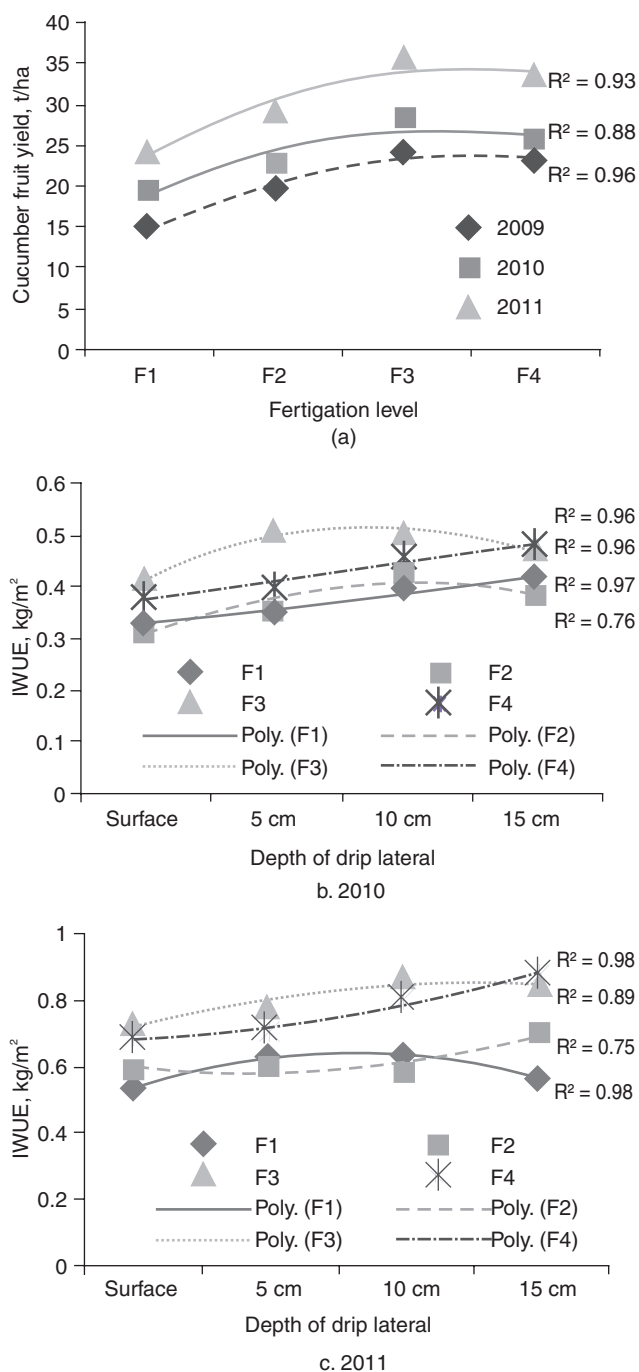 40
35
30
25
20
15
10
5
0
Cucumber fruit yield, t/ha
R² = 0.93
R² = 0.88
R² = 0.96
2009
2010
2011
F1 F2 F3 F4
Fertigation level
(a)
0.6
0.5
0.4
0.3
0.2
0.1
0
IWUE, kg/m²
R² = 0.96
R² = 0.96
R² = 0.97
R² = 0.76
F1 F2
F3 F4
Poly. (F1) Poly. (F2)
Poly. (F3) Poly. (F4)
Surface 5 cm 10 cm 15 cm
Depth of drip lateral
b. 2010
1
0.8
0.6
0.4
0.2
0
IWUE, kg/m²
R² = 0.98
R² = 0.89
R² = 0.75
R² = 0.98
F1 F2
F3 F4
Poly. (F1) Poly. (F2)
Poly. (F3) Poly. (F4)
Surface 5 cm 10 cm 15 cm
Depth of drip lateral
c. 2011